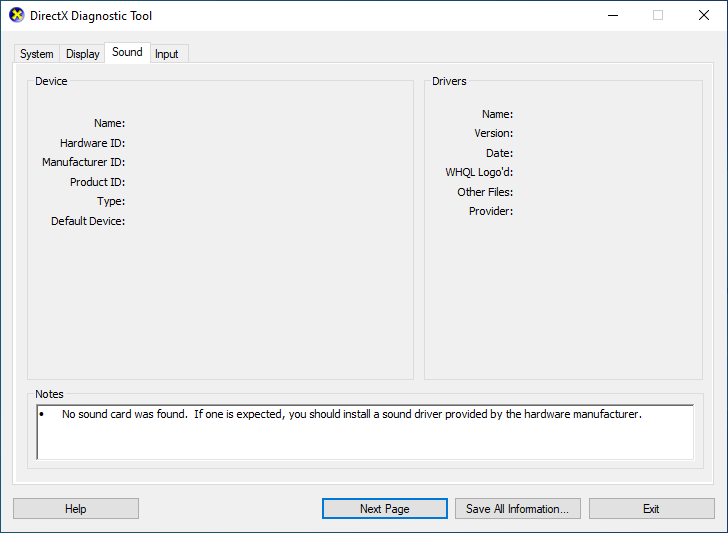 DirectX Diagnostic Tool
System Display Sound Input
Device
Name:
Hardware ID:
Manufacturer ID:
Product ID:
Type:
Default Device:
Drivers
Name:
Version:
Date:
WHQL Logo'd:
Other Files:
Provider:
Notes
• No sound card was found. If one is expected, you should install a sound driver provided by the hardware manufacturer.
Help Next Page Save All Information... Exit